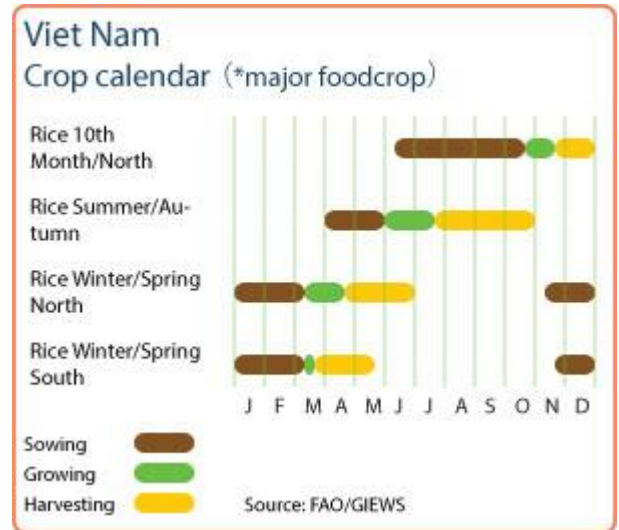 Viet Nam
Crop calendar (*major foodcrop)
Rice 10th
Month/North
Rice Summer/Au-
tumn
Rice Winter/Spring
North
Rice Winter/Spring
South
J F M A M J J A S O N D
Sowing
Growing
Harvesting
Source: FAO/GIEWS